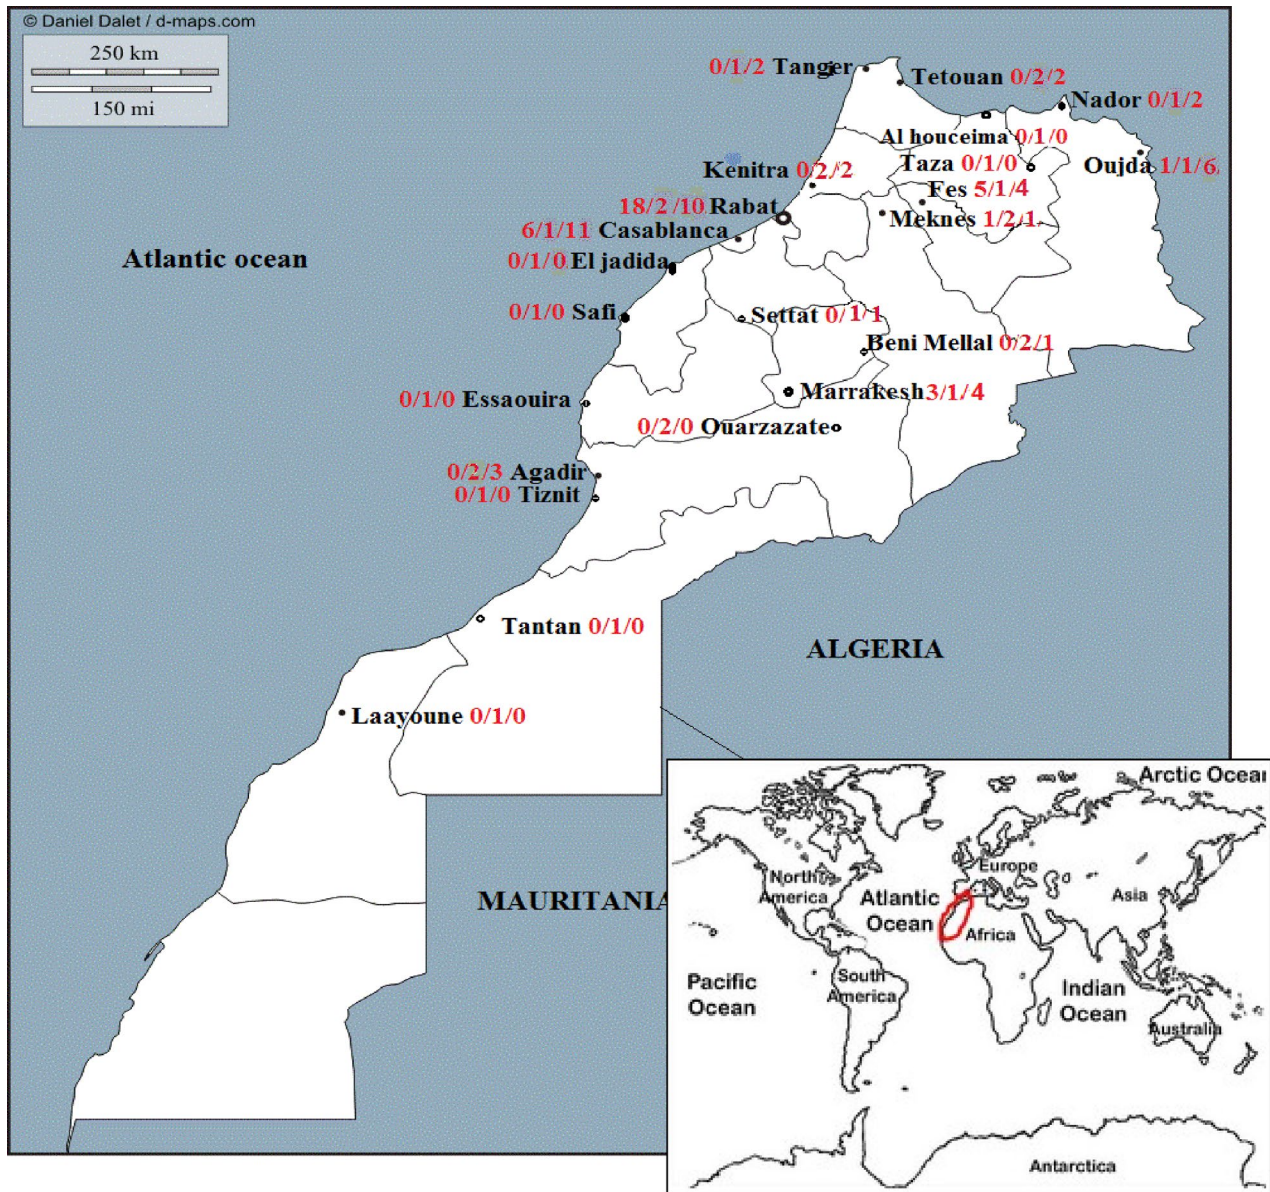 © Daniel Dalet / d-maps.com
250 km
150 mi
0/1/2 Tanger
Tetouan 0/2/2
Nador 0/1/2
Al houceima 0/1/0
Taza 0/1/0
Oujda 1/1/6
Kenitra 0/2/2
Fes 5/1/4
18/2/10 Rabat
Meknes 1/2/1
6/1/11 Casablanca
Atlantic ocean
0/1/0 El jadida
0/1/0 Safi
Settat 0/1/1
Beni Mellal 0/2/1
0/1/0 Essaouira
Marrakesh 3/1/4
0/2/0 Ouarzazate
0/2/3 Agadir
0/1/0 Tiznit
Tantan 0/1/0
ALGERIA
Laayoune 0/1/0
MAURITANIA
Arctic Ocean
Europe
North
America
Atlantic
Ocean
Asia
Africa
South
America
Pacific
Ocean
Indian
Ocean
Australia
Antarctica